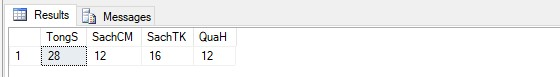 Results Messages
TongS SachCM SachTK QuaH
1 28 12 16 12